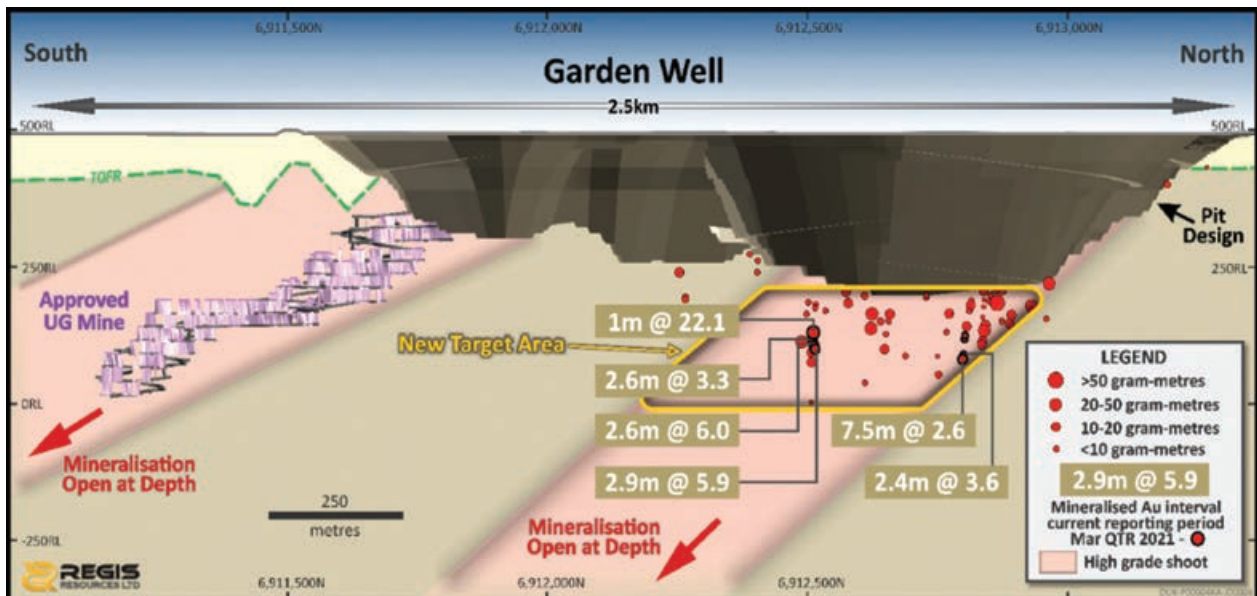 6,911,500N
6,912,000N
6,912,500N
6,913,000N
South
North
Garden Well
2.5km
500RL
500RL
TOFR
Pit
Design
250RL
250RL
Approved
UG Mine
1m @ 22.1
New Target Area
2.6m @ 3.3
LEGEND
>50 gram-metres
20-50 gram-metres
10-20 gram-metres
<10 gram-metres
0RL
2.6m @ 6.0
7.5m @ 2.6
Mineralisation
Open at Depth
2.9m @ 5.9
2.4m @ 3.6
2.9m @ 5.9
250
metres
Mineralised Au interval
current reporting period
Mar QTR 2021 -
Mineralisation
Open at Depth
-250RL
High grade shoot
REGIS
RESOURCES LTD
6,911,500N
6,912,000N
6,912,500N